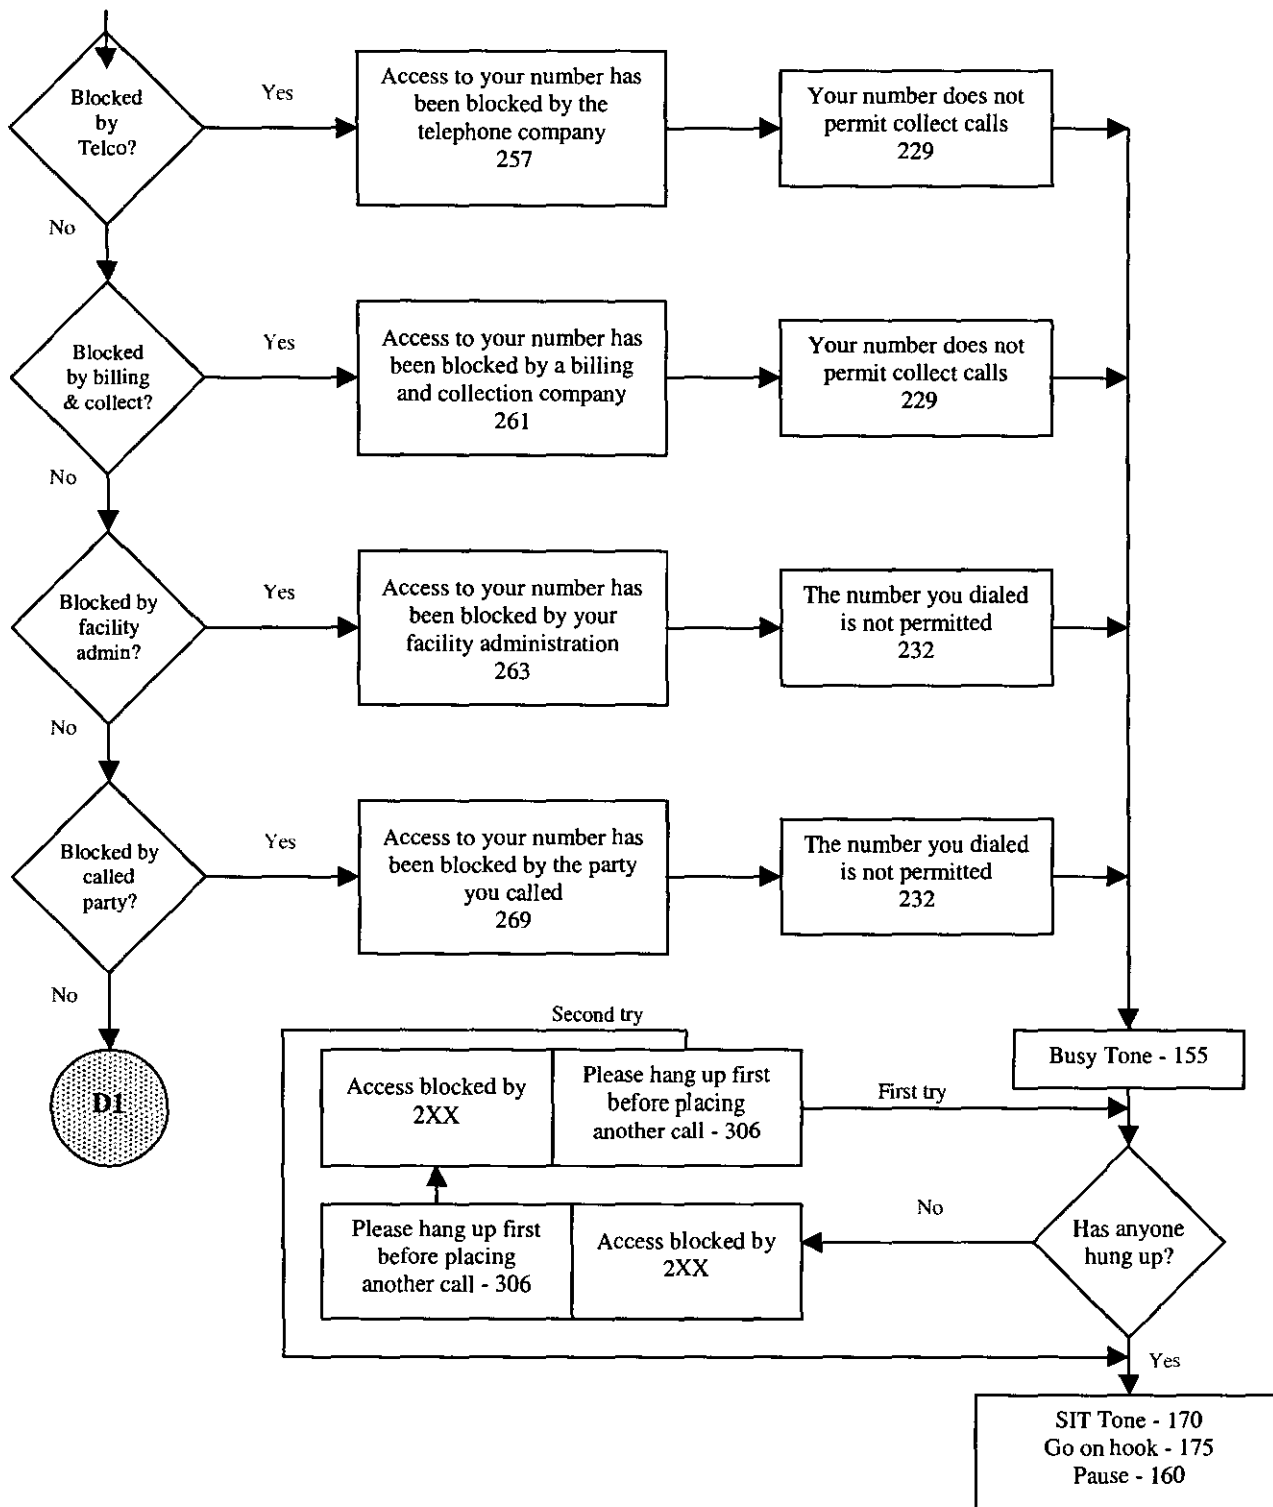 Blocked
by
Telco?
Yes
Access to your number has
been blocked by the
telephone company
257
Your number does not
permit collect calls
229
No
Blocked
by billing
& collect?
Yes
Access to your number has
been blocked by a billing
and collection company
261
Your number does not
permit collect calls
229
No
Blocked by
facility
admin?
Yes
Access to your number has
been blocked by your
facility administration
263
The number you dialed
is not permitted
232
No
Blocked by
called
party?
Yes
Access to your number has
been blocked by the party
you called
269
The number you dialed
is not permitted
232
No
D1
Second try
Busy Tone - 155
Access blocked by
2XX
Please hang up first
before placing
another call - 306
First try
Please hang up first
before placing
another call - 306
Access blocked by
2XX
No
Has anyone
hung up?
Yes
SIT Tone - 170
Go on hook - 175
Pause - 160